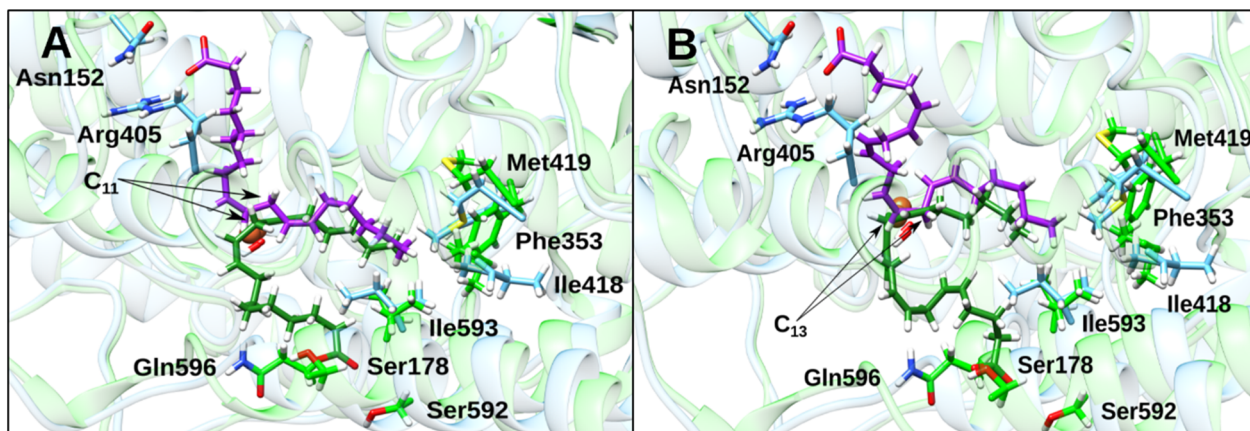 A
Asn152
Arg405
C₁₁
Met419
Phe353
Ile418
Ile593
Gln596
Ser178
Ser592
B
Asn152
Arg405
Met419
Phe353
Ile418
C₁₃
Ile593
Gln596
Ser178
Ser592